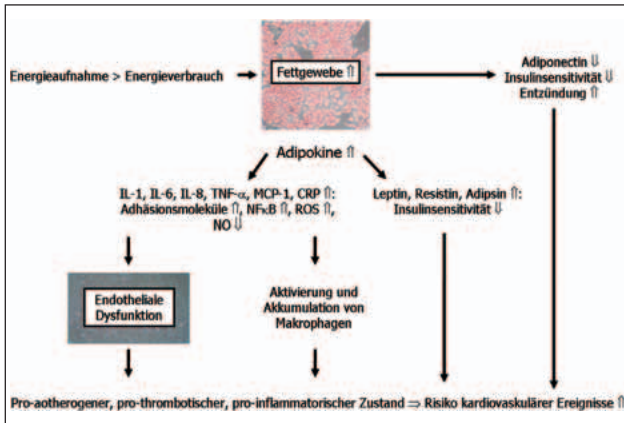 Energieaufnahme > Energieverbrauch
Fettgewebe ⇑
Adiponectin ⇓
Insulinsensitivität ⇓
Entzündung ⇑
Adipokine ⇑
IL-1, IL-6, IL-8, TNF-α, MCP-1, CRP ⇑:
Adhäsionsmoleküle ⇑, NFκB ⇑, ROS ⇑,
NO ⇓
Leptin, Resistin, Adipsin ⇑:
Insulinsensitivität ⇓
Endotheliale
Dysfunktion
Aktivierung und
Akkumulation von
Makrophagen
Pro-aotherogener, pro-thrombotischer, pro-inflammatorischer Zustand ⇒ Risiko kardiovaskulärer Ereignisse ⇑